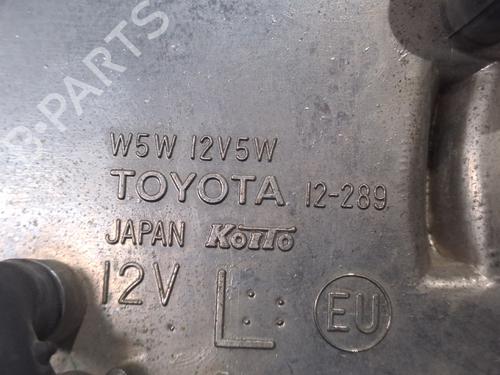 B-PARTS
W5W 12V5W
TOYOTA 12-289
JAPAN KOITO
12V L EU